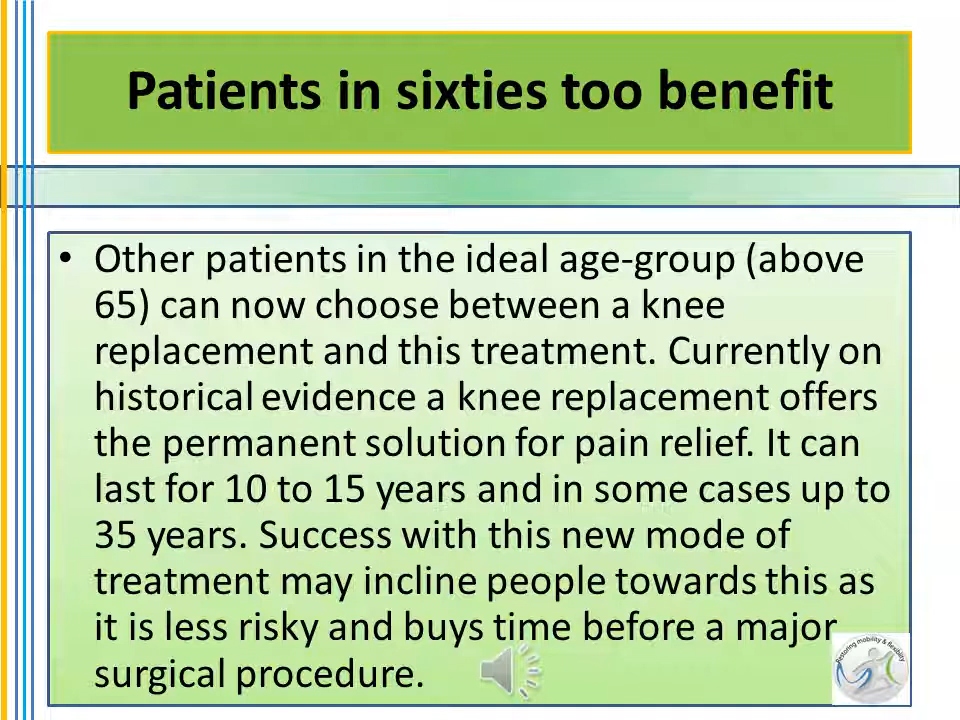 Patients in sixties too benefit
• Other patients in the ideal age-group (above
65) can now choose between a knee
replacement and this treatment. Currently on
historical evidence a knee replacement offers
the permanent solution for pain relief. It can
last for 10 to 15 years and in some cases up to
35 years. Success with this new mode of
treatment may incline people towards this as
it is less risky and buys time before a major
surgical procedure.
Restoring mobility & flexibility